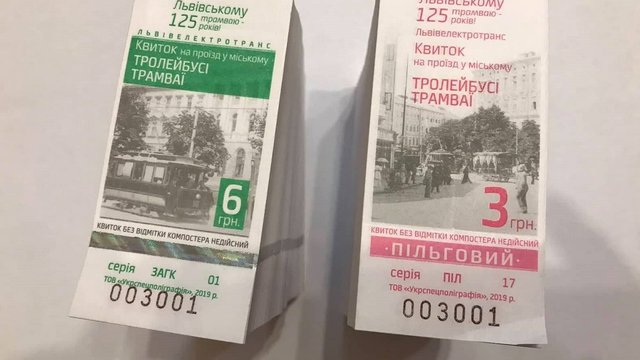 Львівському
125 трамваю - років!
ЛЬВІВЕЛЕКТРОТРАНС
Квиток на проїзд у міському
ТРОЛЕЙБУСІ
ТРАМВАЇ
6
грн.
КВИТОК БЕЗ ВІДМІТКИ КОМПОСТЕРА НЕДІЙСНИЙ
серія ЗАГК 01
ТОВ «Укрспецполіграфія», 2019 р.
003001
Львівському
125 трамваю - років!
Львівелектротранс
Квиток
на проїзд у міському
ТРОЛЕЙБУСІ
ТРАМВАЇ
3 грн.
КВИТОК БЕЗ ВІДМІТКИ КОМПОСТЕРА НЕДІЙСНИЙ
ПІЛЬГОВИЙ
серія ПІЛ 17
ТОВ «Укрспецполіграфія», 2019 р.
003001